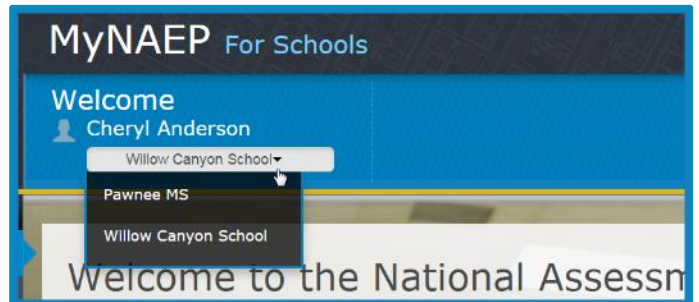 MyNAEP For Schools
Welcome
Cheryl Anderson
Willow Canyon School
Pawnee MS
Willow Canyon School
Welcome to the National Assessm